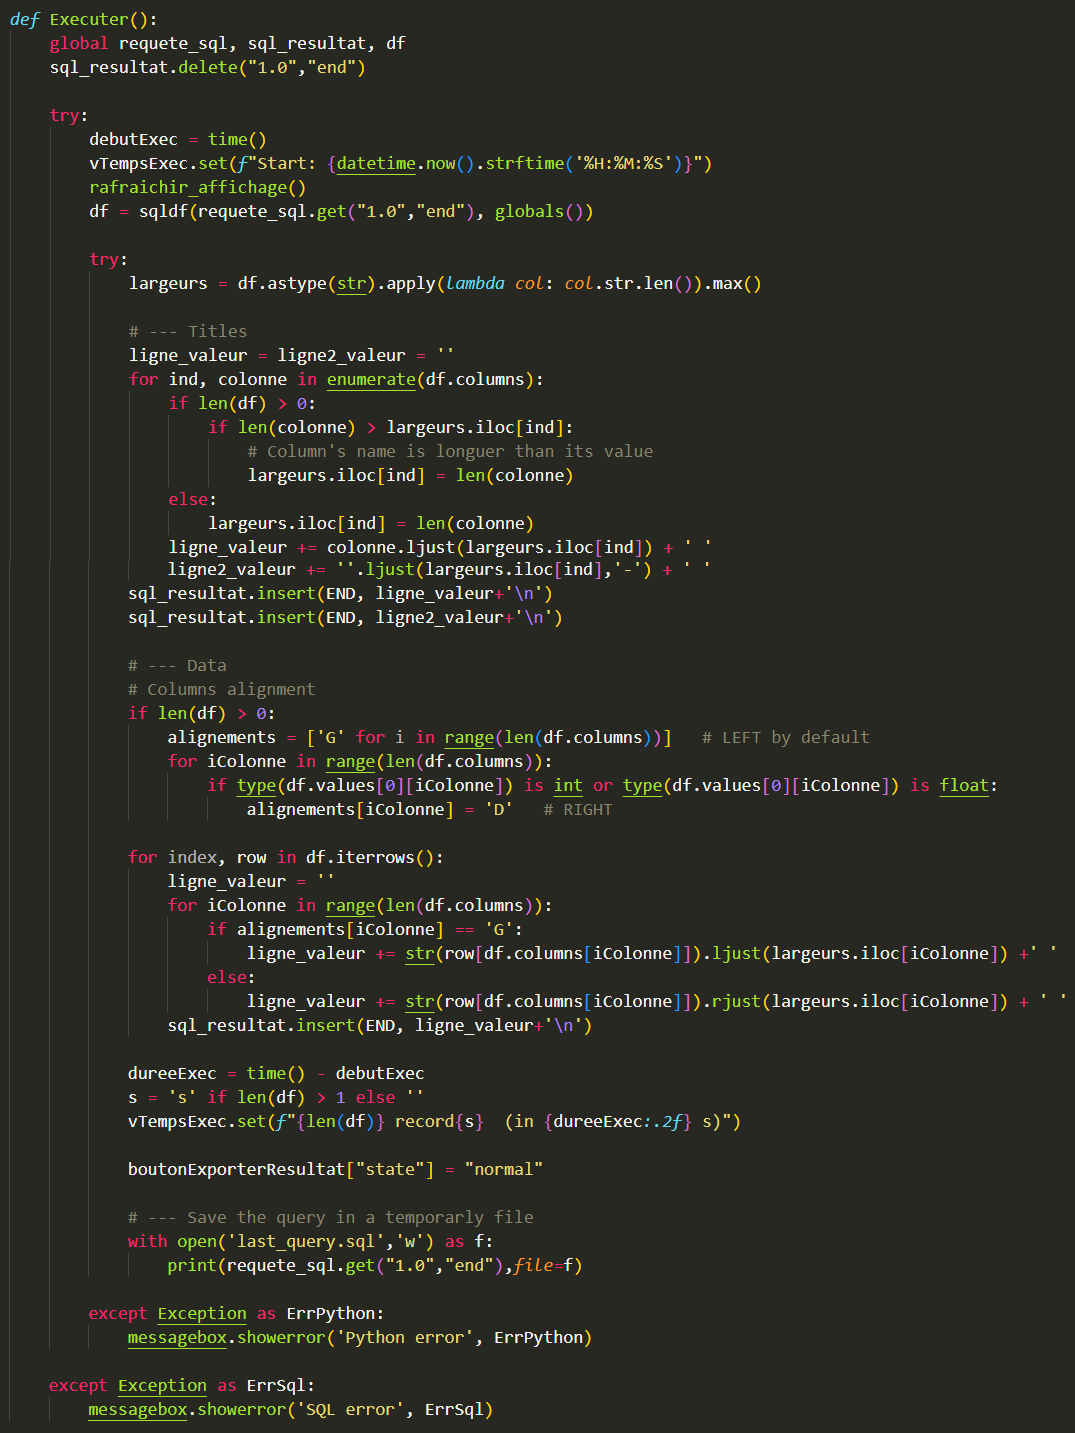 def Executer():
    global requete_sql, sql_resultat, df
    sql_resultat.delete("1.0","end")

    try:
        debutExec = time()
        vTempsExec.set(f"Start: {datetime.now().strftime('%H:%M:%S')}")
        rafraichir_affichage()
        df = sqldf(requete_sql.get("1.0","end"), globals())

        try:
            largeurs = df.astype(str).apply(lambda col: col.str.len()).max()

            # --- Titles
            ligne_valeur = ligne2_valeur = ''
            for ind, colonne in enumerate(df.columns):
                if len(df) > 0:
                    if len(colonne) > largeurs.iloc[ind]:
                        # Column's name is longuer than its value
                        largeurs.iloc[ind] = len(colonne)
                else:
                    largeurs.iloc[ind] = len(colonne)
                ligne_valeur += colonne.ljust(largeurs.iloc[ind]) + ' '
                ligne2_valeur += ''.ljust(largeurs.iloc[ind],'-') + ' '
            sql_resultat.insert(END, ligne_valeur+'\n')
            sql_resultat.insert(END, ligne2_valeur+'\n')

            # --- Data
            # Columns alignment
            if len(df) > 0:
                alignements = ['G' for i in range(len(df.columns))]   # LEFT by default
                for iColonne in range(len(df.columns)):
                    if type(df.values[0][iColonne]) is int or type(df.values[0][iColonne]) is float:
                        alignements[iColonne] = 'D'   # RIGHT

            for index, row in df.iterrows():
                ligne_valeur = ''
                for iColonne in range(len(df.columns)):
                    if alignements[iColonne] == 'G':
                        ligne_valeur += str(row[df.columns[iColonne]]).ljust(largeurs.iloc[iColonne]) +' '
                    else:
                        ligne_valeur += str(row[df.columns[iColonne]]).rjust(largeurs.iloc[iColonne]) + ' '
                sql_resultat.insert(END, ligne_valeur+'\n')

            dureeExec = time() - debutExec
            s = 's' if len(df) > 1 else ''
            vTempsExec.set(f"{len(df)} record{s}  (in {dureeExec:.2f} s)")

            boutonExporterResultat["state"] = "normal"

            # --- Save the query in a temporarly file
            with open('last_query.sql','w') as f:
                print(requete_sql.get("1.0","end"),file=f)

        except Exception as ErrPython:
            messagebox.showerror('Python error', ErrPython)

    except Exception as ErrSql:
        messagebox.showerror('SQL error', ErrSql)